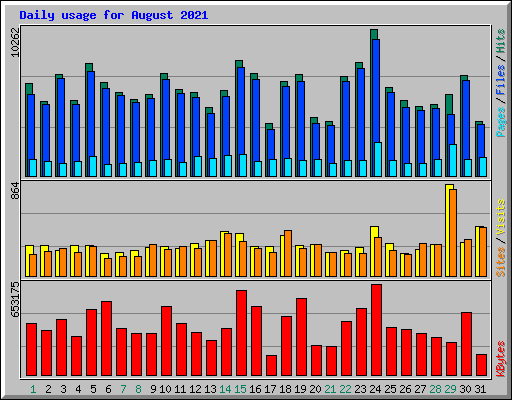 Daily usage for August 2021
10262
Pages / Files / Hits
864
Sites / Visits
653175
KBytes
1 2 3 4 5 6 7 8 9 10 11 12 13 14 15 16 17 18 19 20 21 22 23 24 25 26 27 28 29 30 31